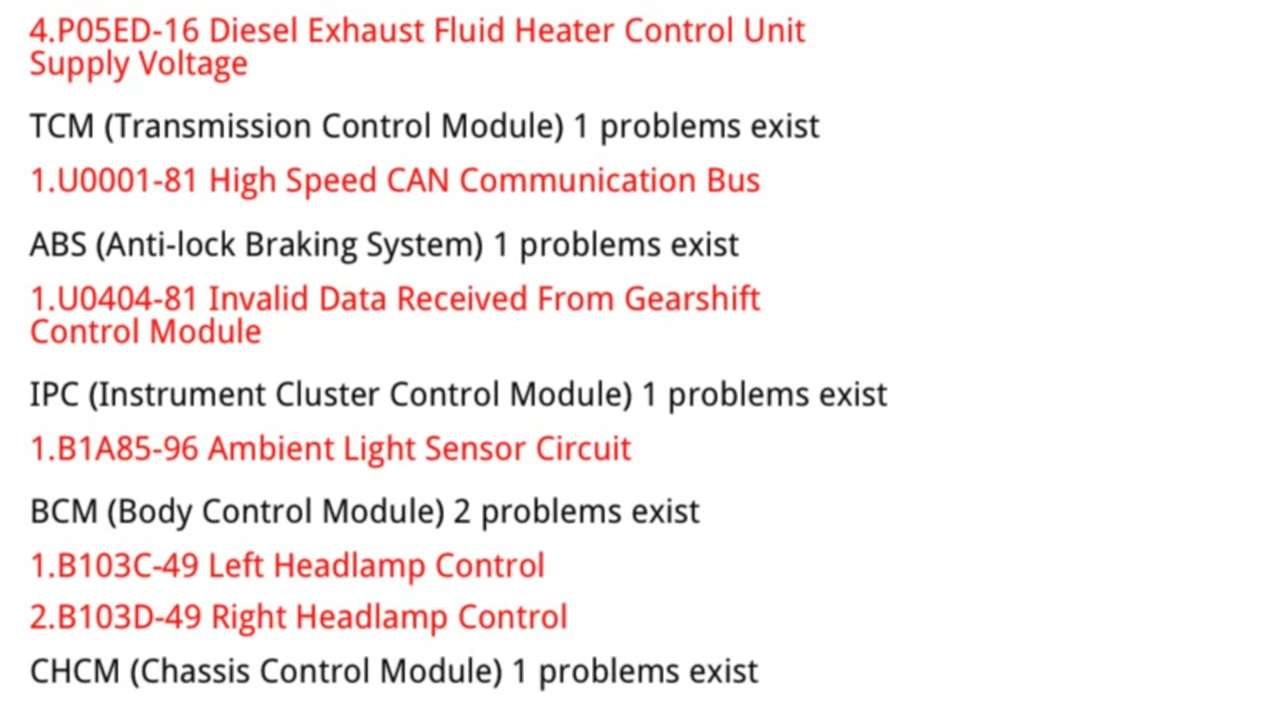 4.P05ED-16 Diesel Exhaust Fluid Heater Control Unit
Supply Voltage
TCM (Transmission Control Module) 1 problems exist
1.U0001-81 High Speed CAN Communication Bus
ABS (Anti-lock Braking System) 1 problems exist
1.U0404-81 Invalid Data Received From Gearshift
Control Module
IPC (Instrument Cluster Control Module) 1 problems exist
1.B1A85-96 Ambient Light Sensor Circuit
BCM (Body Control Module) 2 problems exist
1.B103C-49 Left Headlamp Control
2.B103D-49 Right Headlamp Control
CHCM (Chassis Control Module) 1 problems exist